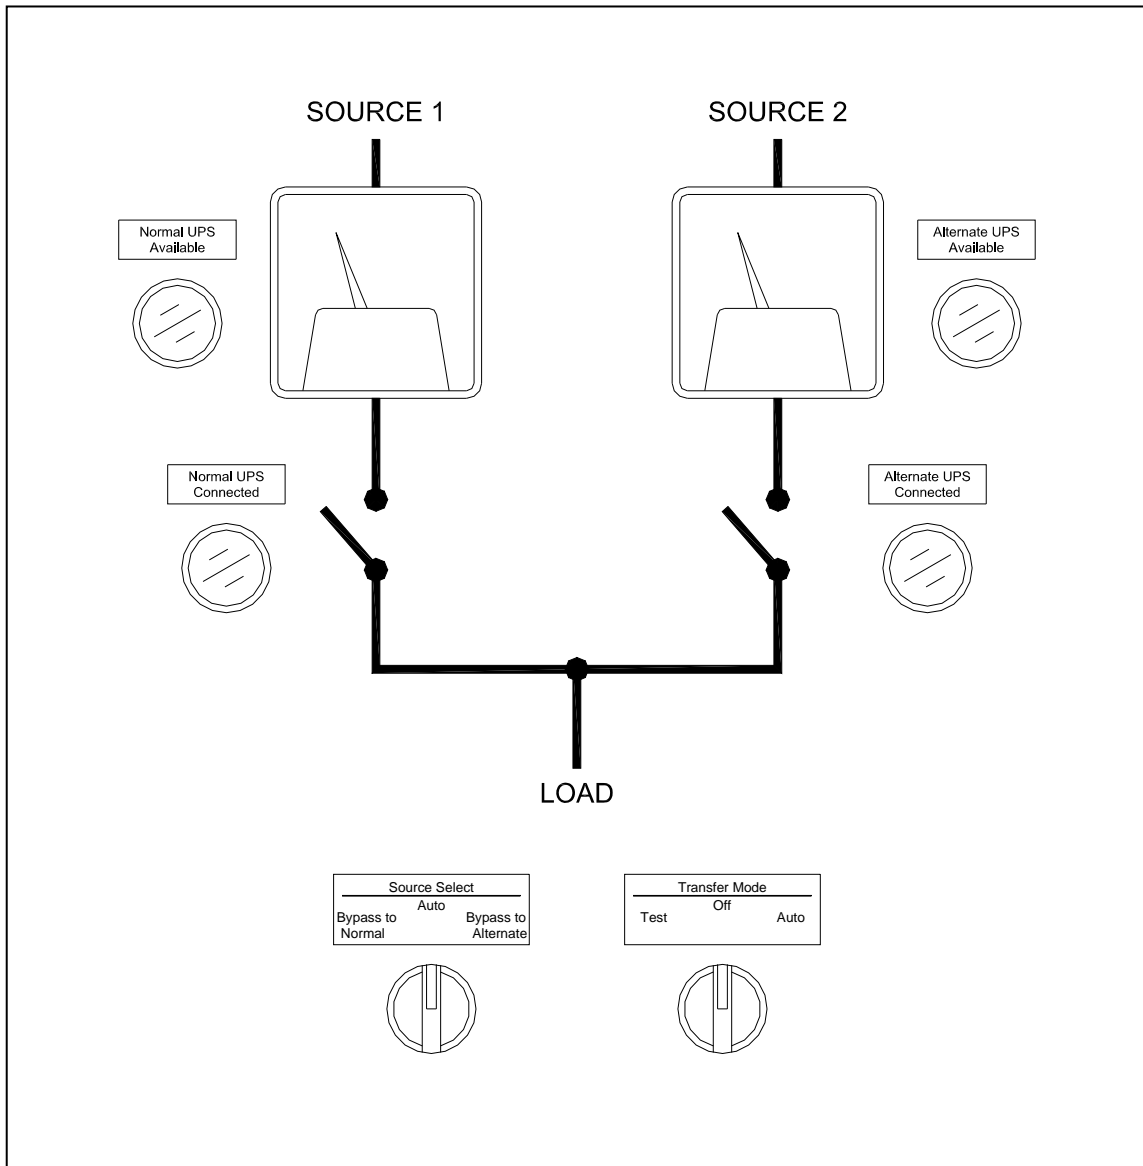 SOURCE 1
SOURCE 2
Normal UPS
Available
Alternate UPS
Available
Normal UPS
Connected
Alternate UPS
Connected
LOAD
Source Select
Auto
Bypass to
Normal
Bypass to
Alternate
Transfer Mode
Off
Test
Auto